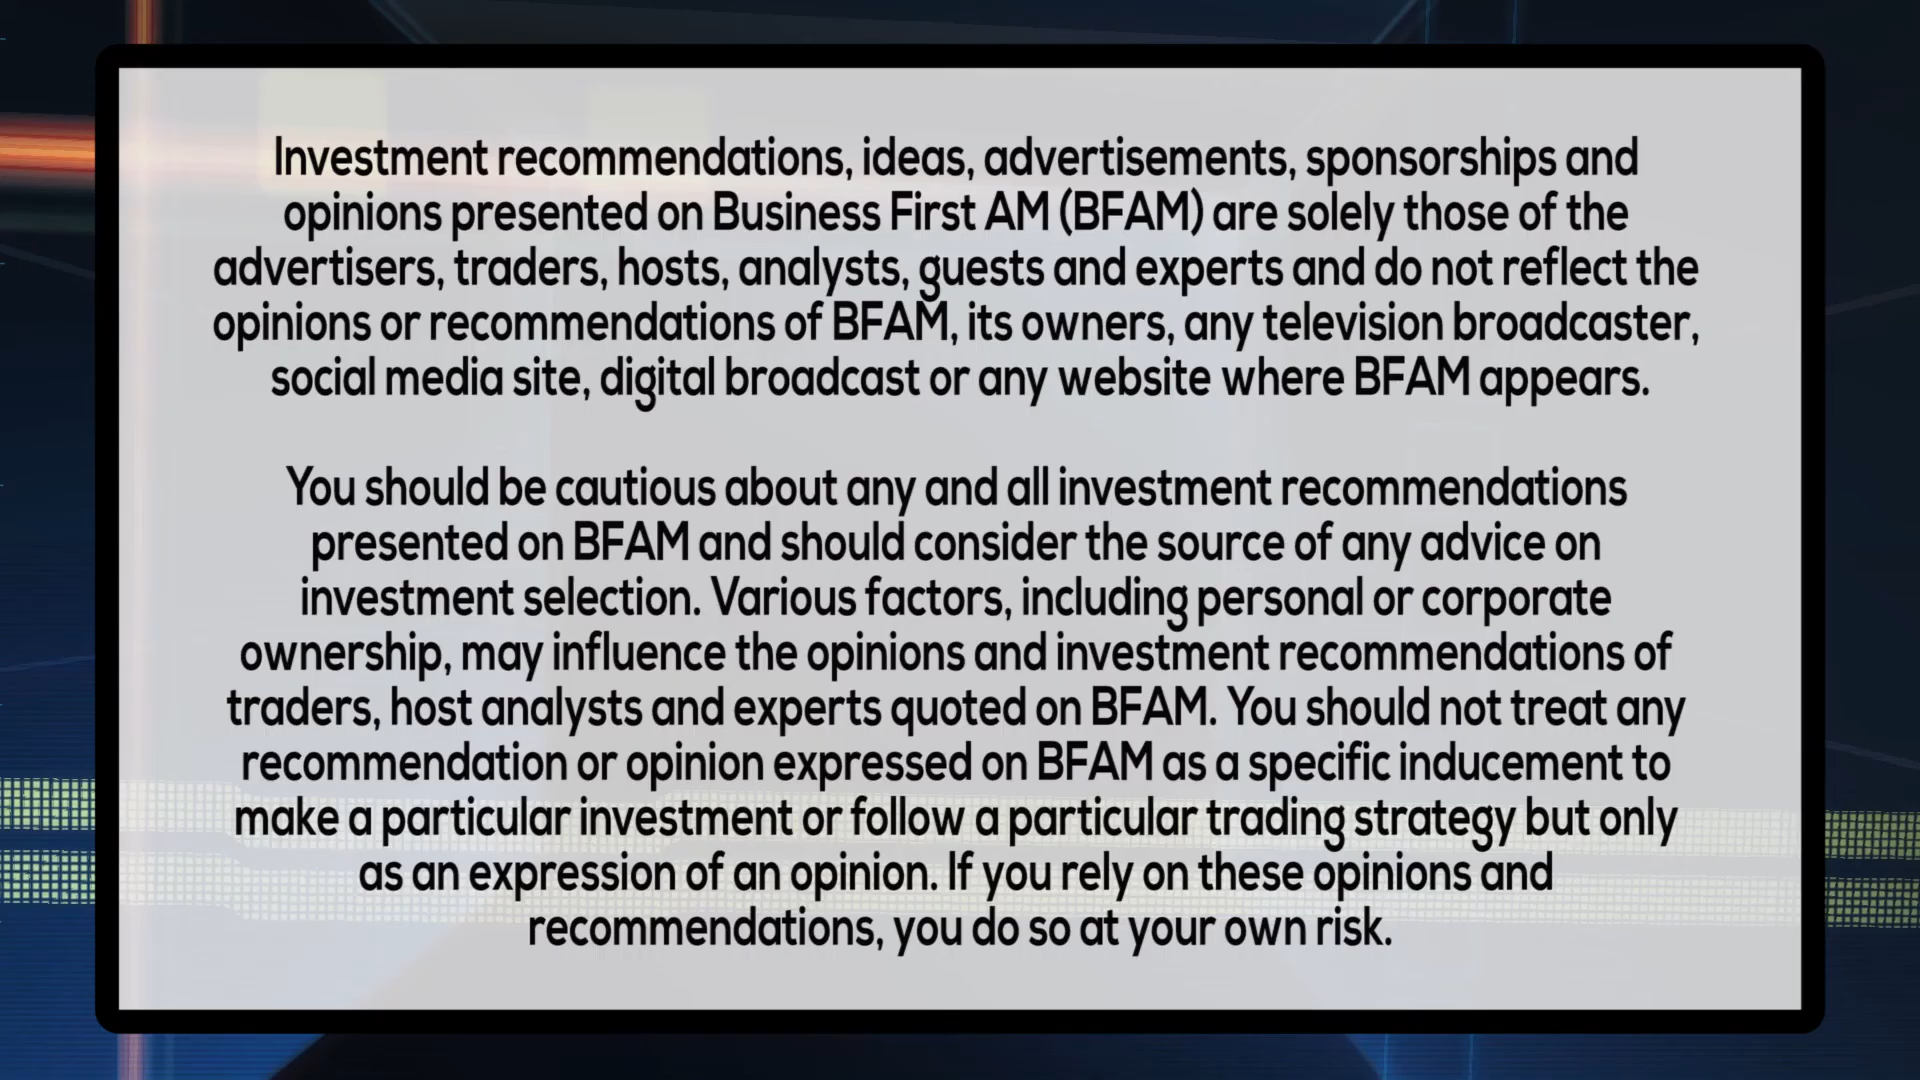 Investment recommendations, ideas, advertisements, sponsorships and
opinions presented on Business First AM (BFAM) are solely those of the
advertisers, traders, hosts, analysts, guests and experts and do not reflect the
opinions or recommendations of BFAM, its owners, any television broadcaster,
social media site, digital broadcast or any website where BFAM appears.
You should be cautious about any and all investment recommendations
presented on BFAM and should consider the source of any advice on
investment selection. Various factors, including personal or corporate
ownership, may influence the opinions and investment recommendations of
traders, host analysts and experts quoted on BFAM. You should not treat any
recommendation or opinion expressed on BFAM as a specific inducement to
make a particular investment or follow a particular trading strategy but only
as an expression of an opinion. If you rely on these opinions and
recommendations, you do so at your own risk.